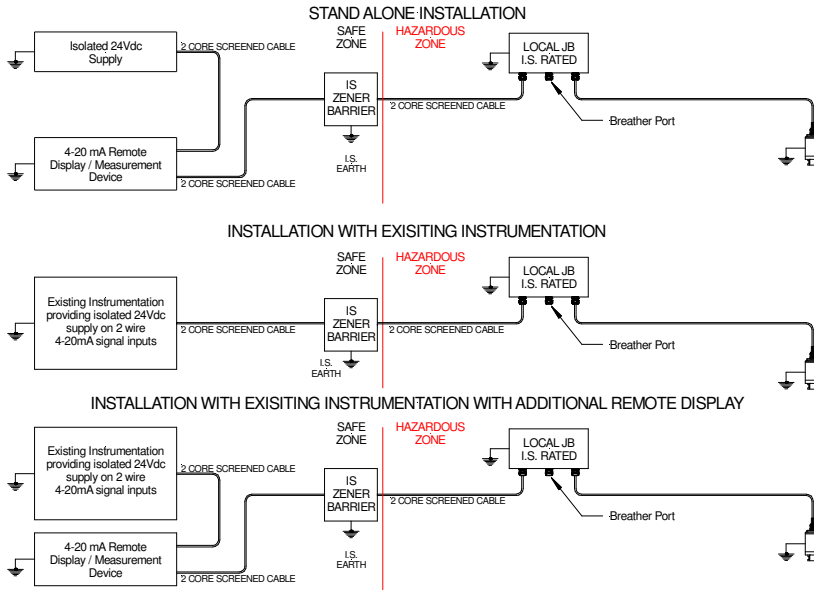 STAND ALONE INSTALLATION
SAFE
ZONE
HAZARDOUS
ZONE
Isolated 24Vdc
Supply
2 CORE SCREENED CABLE
LOCAL JB
I.S. RATED
IS
ZENER
BARRIER
2 CORE SCREENED CABLE
Breather Port
4-20 mA Remote
Display / Measurement
Device
I.S.
EARTH
2 CORE SCREENED CABLE
INSTALLATION WITH EXISITING INSTRUMENTATION
SAFE
ZONE
HAZARDOUS
ZONE
LOCAL JB
I.S. RATED
Existing Instrumentation
providing isolated 24Vdc
supply on 2 wire
4-20mA signal inputs
2 CORE SCREENED CABLE
IS
ZENER
BARRIER
2 CORE SCREENED CABLE
Breather Port
I.S.
EARTH
INSTALLATION WITH EXISITING INSTRUMENTATION WITH ADDITIONAL REMOTE DISPLAY
SAFE
ZONE
HAZARDOUS
ZONE
LOCAL JB
I.S. RATED
Existing Instrumentation
providing isolated 24Vdc
supply on 2 wire
4-20mA signal inputs
2 CORE SCREENED CABLE
IS
ZENER
BARRIER
2 CORE SCREENED CABLE
Breather Port
4-20 mA Remote
Display / Measurement
Device
I.S.
EARTH
2 CORE SCREENED CABLE